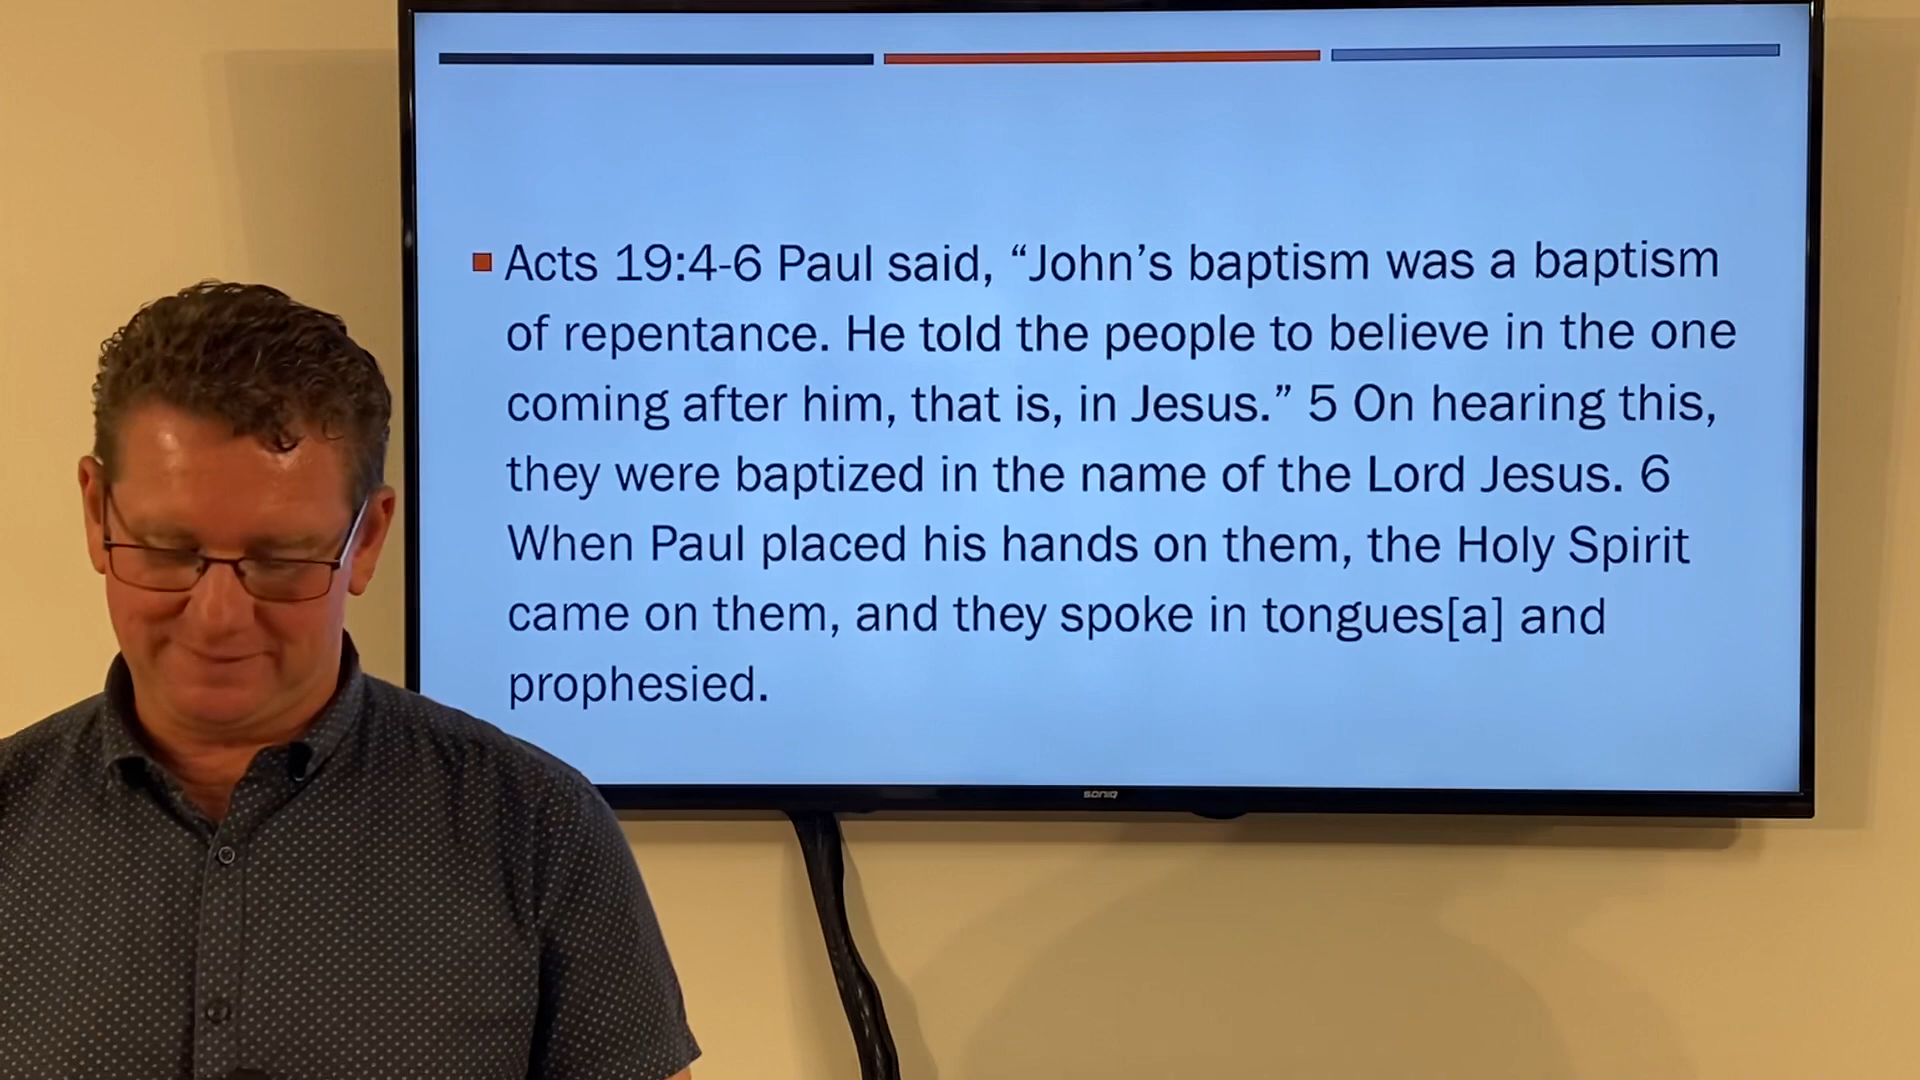 Acts 19:4-6 Paul said, “John’s baptism was a baptism
of repentance. He told the people to believe in the one
coming after him, that is, in Jesus.” 5 On hearing this,
they were baptized in the name of the Lord Jesus. 6
When Paul placed his hands on them, the Holy Spirit
came on them, and they spoke in tongues[a] and
prophesied.
SONIQ